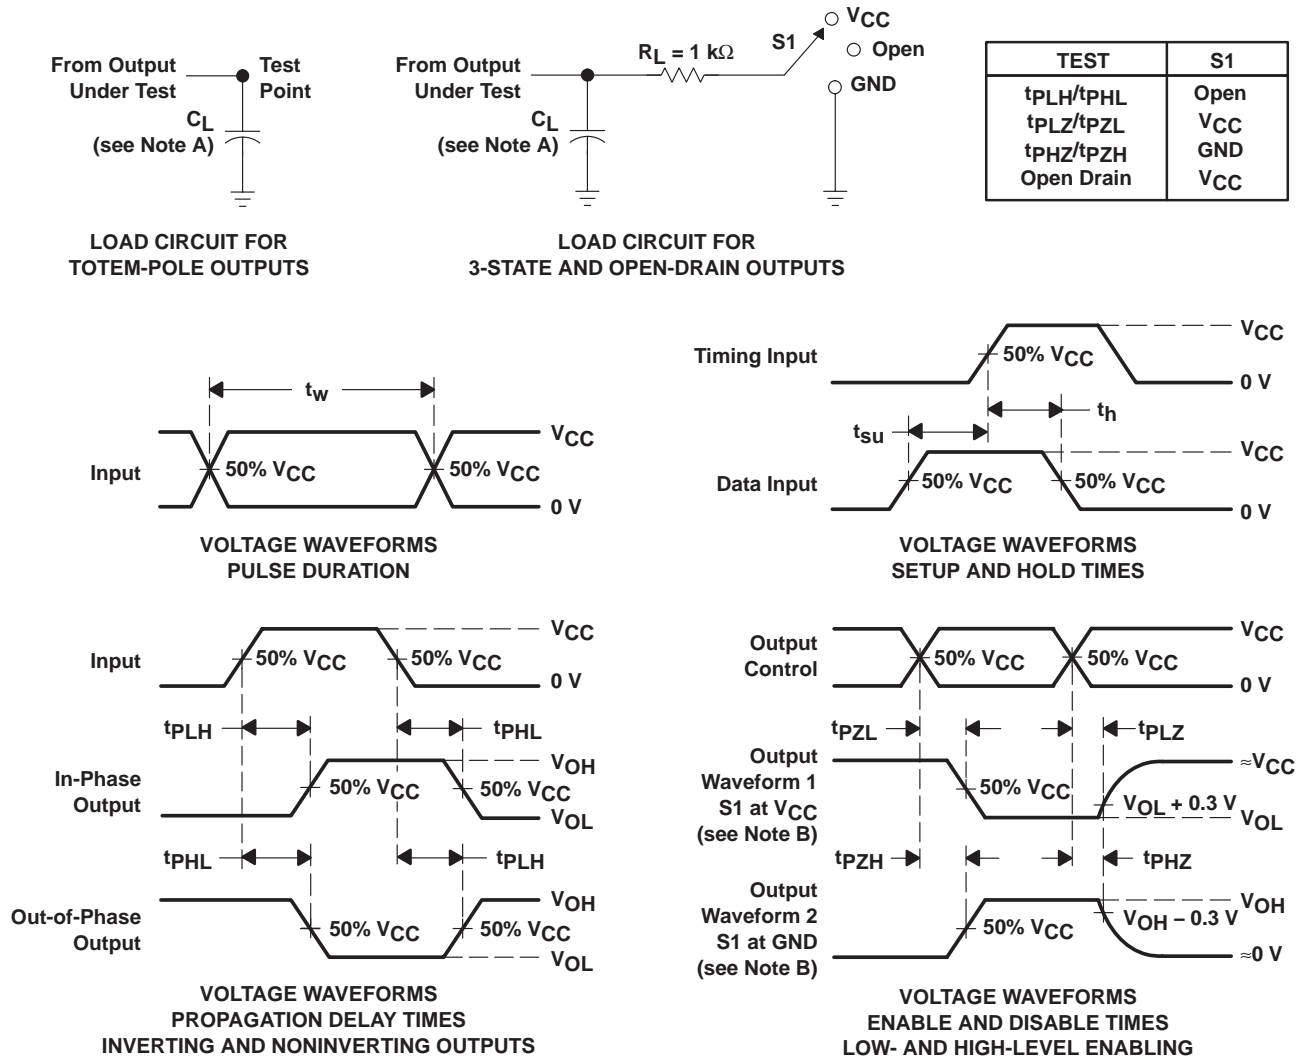 From Output
Under Test
Test
Point
CL
(see Note A)
LOAD CIRCUIT FOR
TOTEM-POLE OUTPUTS
From Output
Under Test
RL = 1 kΩ
S1
VCC
Open
GND
CL
(see Note A)
LOAD CIRCUIT FOR
3-STATE AND OPEN-DRAIN OUTPUTS
TEST S1
tPLH/tPHL Open
tPLZ/tPZL VCC
tPHZ/tPZH GND
Open Drain VCC
tw
Input
50% VCC
50% VCC
VCC
0 V
VOLTAGE WAVEFORMS
PULSE DURATION
Timing Input
50% VCC
VCC
0 V
tsu
th
Data Input
50% VCC
50% VCC
VCC
0 V
VOLTAGE WAVEFORMS
SETUP AND HOLD TIMES
Input
50% VCC
50% VCC
VCC
0 V
tPLH
tPHL
In-Phase
Output
50% VCC
50% VCC
VOH
VOL
tPHL
tPLH
Out-of-Phase
Output
50% VCC
50% VCC
VOH
VOL
VOLTAGE WAVEFORMS
PROPAGATION DELAY TIMES
INVERTING AND NONINVERTING OUTPUTS
Output
Control
50% VCC
50% VCC
VCC
0 V
tPZL
tPLZ
Output
Waveform 1
S1 at VCC
(see Note B)
50% VCC
VOL + 0.3 V
≈VCC
VOL
tPZH
tPHZ
Output
Waveform 2
S1 at GND
(see Note B)
50% VCC
VOH − 0.3 V
VOH
≈0 V
VOLTAGE WAVEFORMS
ENABLE AND DISABLE TIMES
LOW- AND HIGH-LEVEL ENABLING